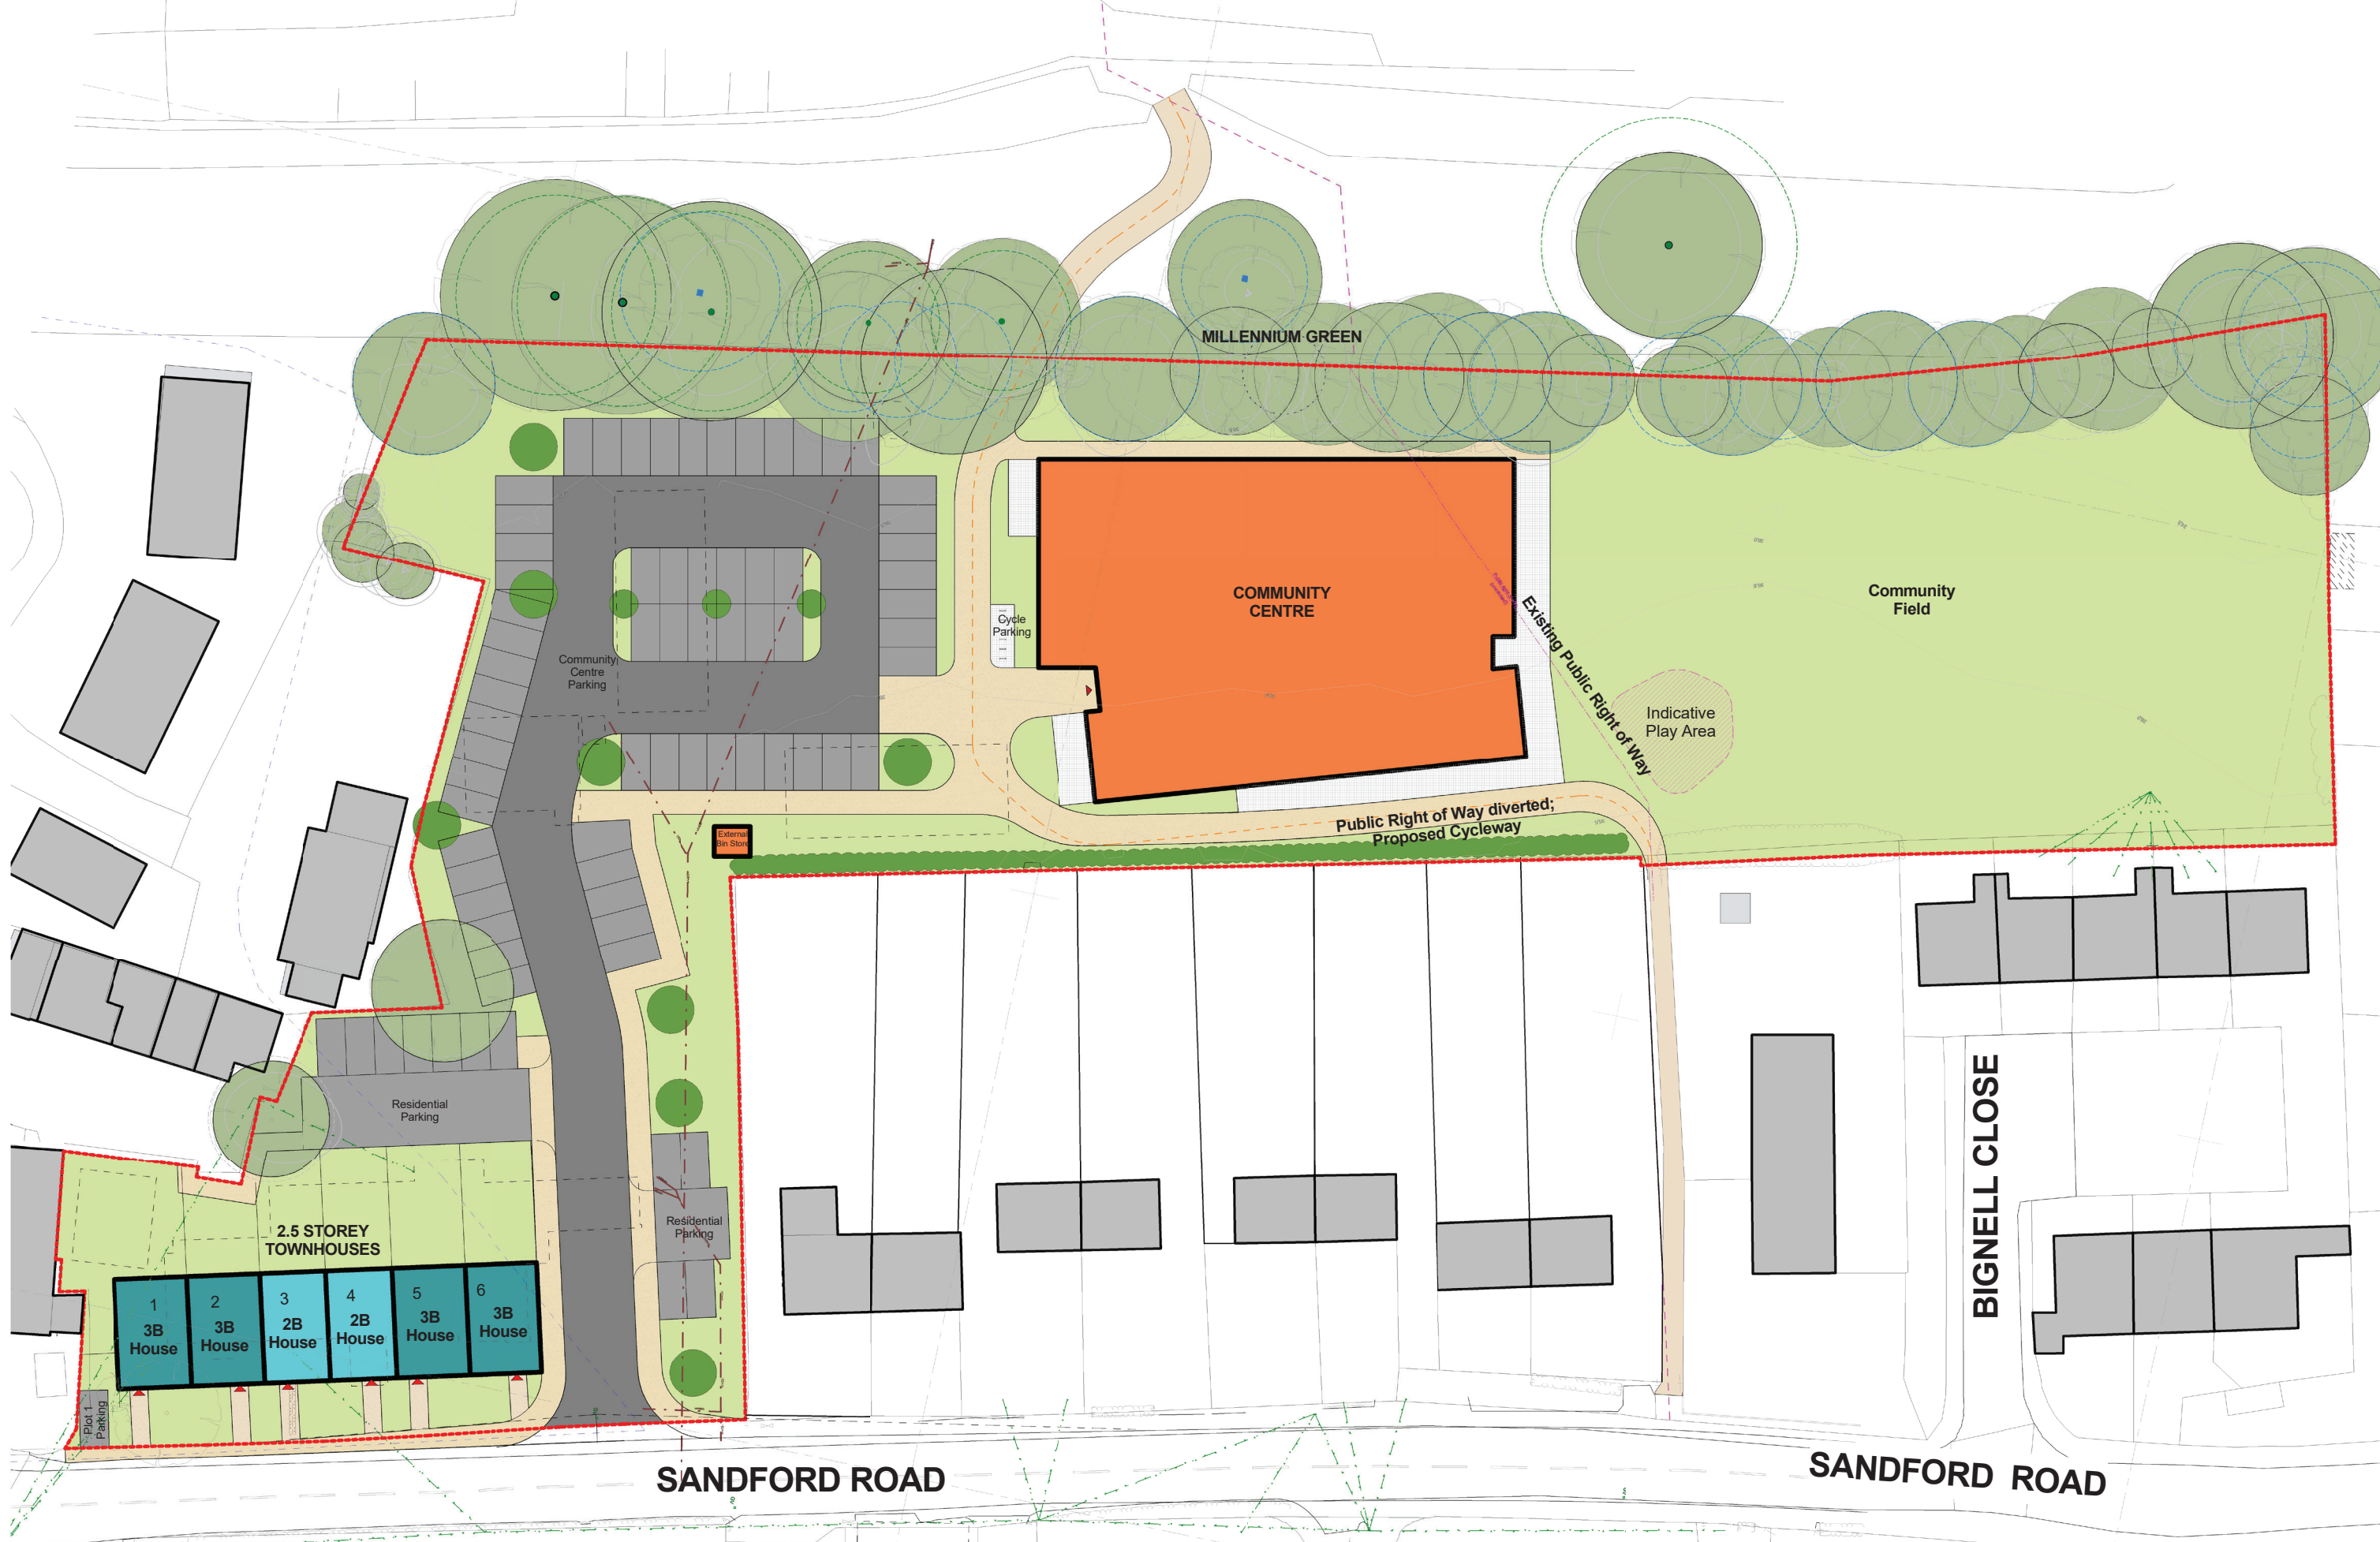 MILLENNIUM GREEN
COMMUNITY
CENTRE
Community
Field
Cycle
Parking
Community
Centre
Parking
Existing Public Right of Way
Indicative
Play Area
Public Right of Way diverted;
Proposed Cycleway
External
Bin Store
Residential
Parking
Residential
Parking
2.5 STOREY
TOWNHOUSES
1
3B
House
2
3B
House
3
2B
House
4
2B
House
5
3B
House
6
3B
House
Plot 1
Parking
BIGNELL CLOSE
SANDFORD ROAD
SANDFORD ROAD